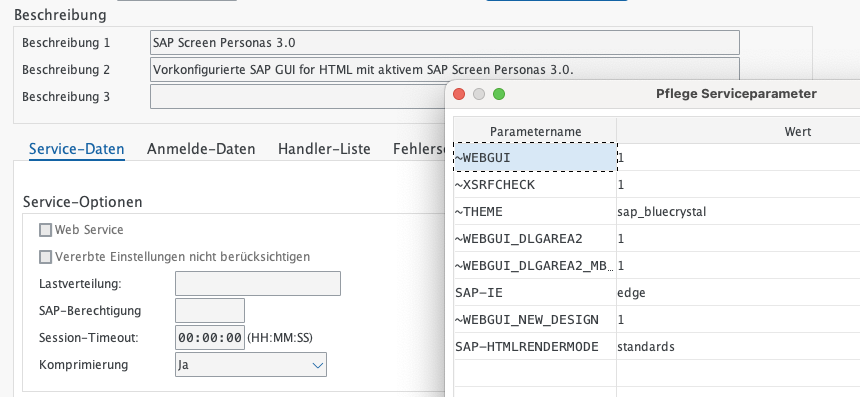 Beschreibung
Beschreibung 1 SAP Screen Personas 3.0
Beschreibung 2 Vorkonfigurierte SAP GUI for HTML mit aktivem SAP Screen Personas 3.0.
Beschreibung 3
Service-Daten Anmelde-Daten Handler-Liste
Service-Optionen
Web Service
Vererbte Einstellungen nicht berücksichtigen
Lastverteilung:
SAP-Berechtigung
Session-Timeout: 00:00:00 (HH:MM:SS)
Komprimierung Ja
Pflege Serviceparameter
Parametername Wert
~WEBGUI 1
~XSRFCHECK 1
~THEME sap_bluecrystal
~WEBGUI_DLGAREA2 1
~WEBGUI_DLGAREA2_MB… 1
SAP-IE edge
~WEBGUI_NEW_DESIGN 1
SAP-HTMLRENDERMODE standards